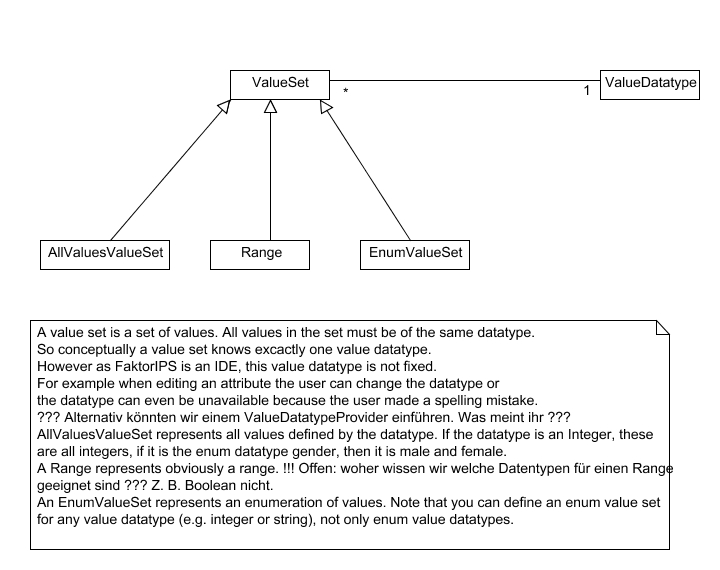 ValueSet
ValueDatatype
*
1
AllValuesValueSet
Range
EnumValueSet
A value set is a set of values. All values in the set must be of the same datatype.
So conceptually a value set knows excactly one value datatype.
However as FaktorIPS is an IDE, this value datatype is not fixed.
For example when editing an attribute the user can change the datatype or
the datatype can even be unavailable because the user made a spelling mistake.
??? Alternativ könnten wir einem ValueDatatypeProvider einführen. Was meint ihr ???
AllValuesValueSet represents all values defined by the datatype. If the datatype is an Integer, these
are all integers, if it is the enum datatype gender, then it is male and female.
A Range represents obviously a range. !!! Offen: woher wissen wir welche Datentypen für einen Range
geeignet sind ??? Z. B. Boolean nicht.
An EnumValueSet represents an enumeration of values. Note that you can define an enum value set
for any value datatype (e.g. integer or string), not only enum value datatypes.